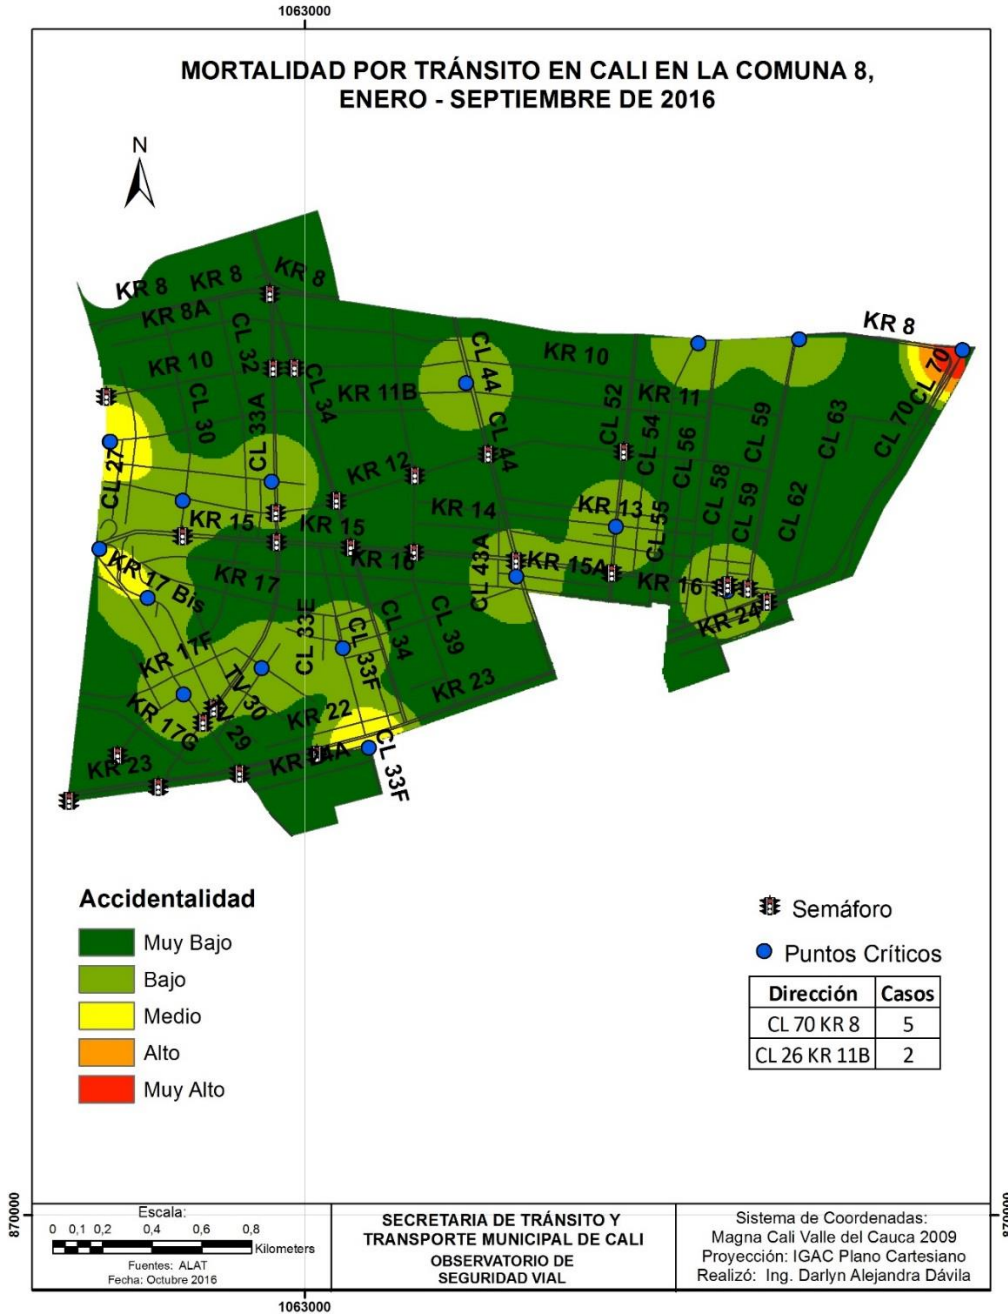 1063000
MORTALIDAD POR TRÁNSITO EN CALI EN LA COMUNA 8,
ENERO - SEPTIEMBRE DE 2016
N
KR 8
KR 8
KR 8
KR 8
KR 8A
KR 10
KR 10
CL 32
CL 34
CL 44
KR 11B
KR 11
CL 70
CL 70
CL 30
CL 33A
CL 52
CL 54
CL 56
CL 59
CL 63
CL 27
KR 12
CL 44
KR 14
KR 13
CL 55
CL 58
CL 59
CL 62
KR 15
KR 15
KR 16
KR 15A
KR 16
CL 43A
KR 17 Bis
KR 17
CL 33E
CL 34
CL 39
KR 24
KR 17F
CL 33F
TV 30
KR 23
KR 17G
TV 29
KR 22
KR 23
KR 24A
CL 33F
Accidentalidad
Muy Bajo
Bajo
Medio
Alto
Muy Alto
Semáforo
Puntos Críticos
Dirección Casos
CL 70 KR 8 5
CL 26 KR 11B 2
870000
870000
Escala:
0 0,1 0,2 0,4 0,6 0,8
Kilometers
Fuentes: ALAT
Fecha: Octubre 2016
SECRETARIA DE TRÁNSITO Y
TRANSPORTE MUNICIPAL DE CALI
OBSERVATORIO DE
SEGURIDAD VIAL
Sistema de Coordenadas:
Magna Cali Valle del Cauca 2009
Proyección: IGAC Plano Cartesiano
Realizó: Ing. Darlyn Alejandra Dávila
1063000